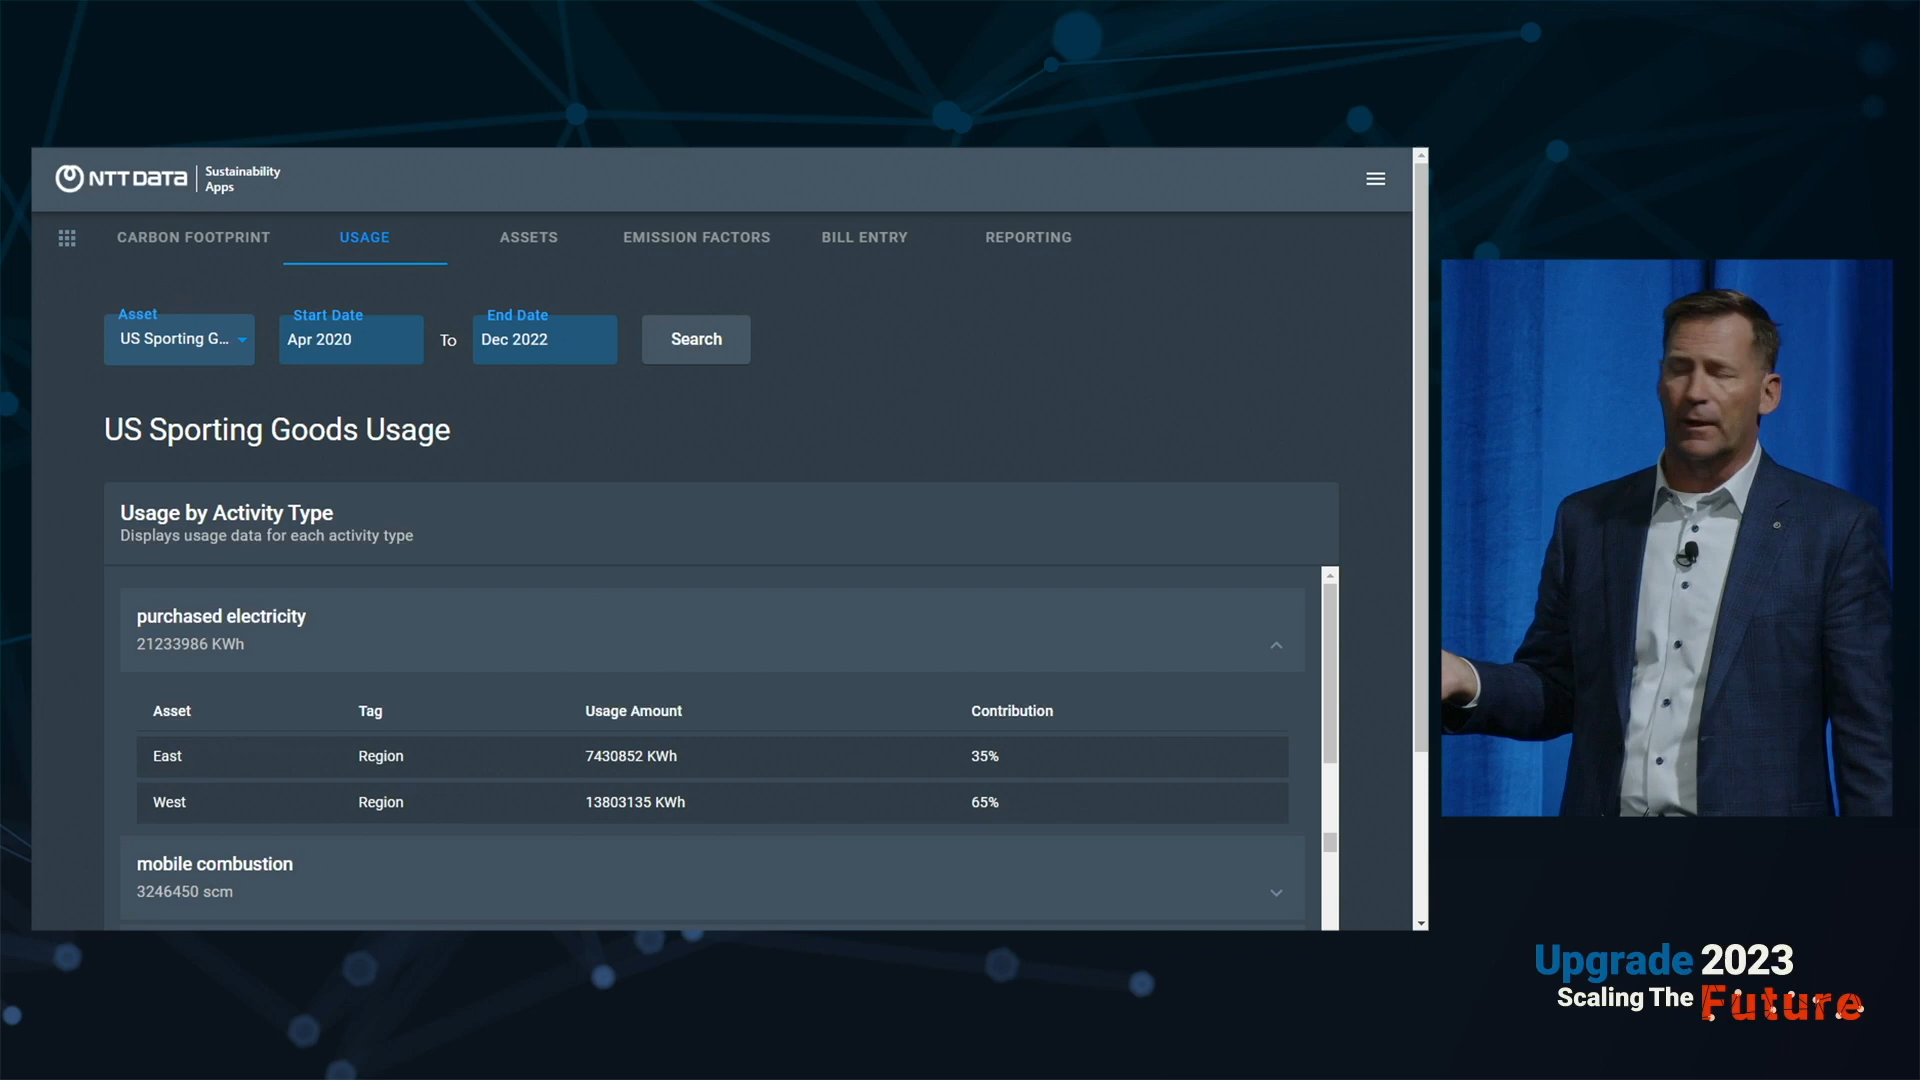 NTT DATA
Sustainability
Apps
CARBON FOOTPRINT
USAGE
ASSETS
EMISSION FACTORS
BILL ENTRY
REPORTING
Asset
US Sporting G...
Start Date
Apr 2020
To
End Date
Dec 2022
Search
US Sporting Goods Usage
Usage by Activity Type
Displays usage data for each activity type
purchased electricity
21233986 KWh
Asset Tag Usage Amount Contribution
East Region 7430852 KWh 35%
West Region 13803135 KWh 65%
mobile combustion
3246450 scm
Upgrade 2023
Scaling The Future